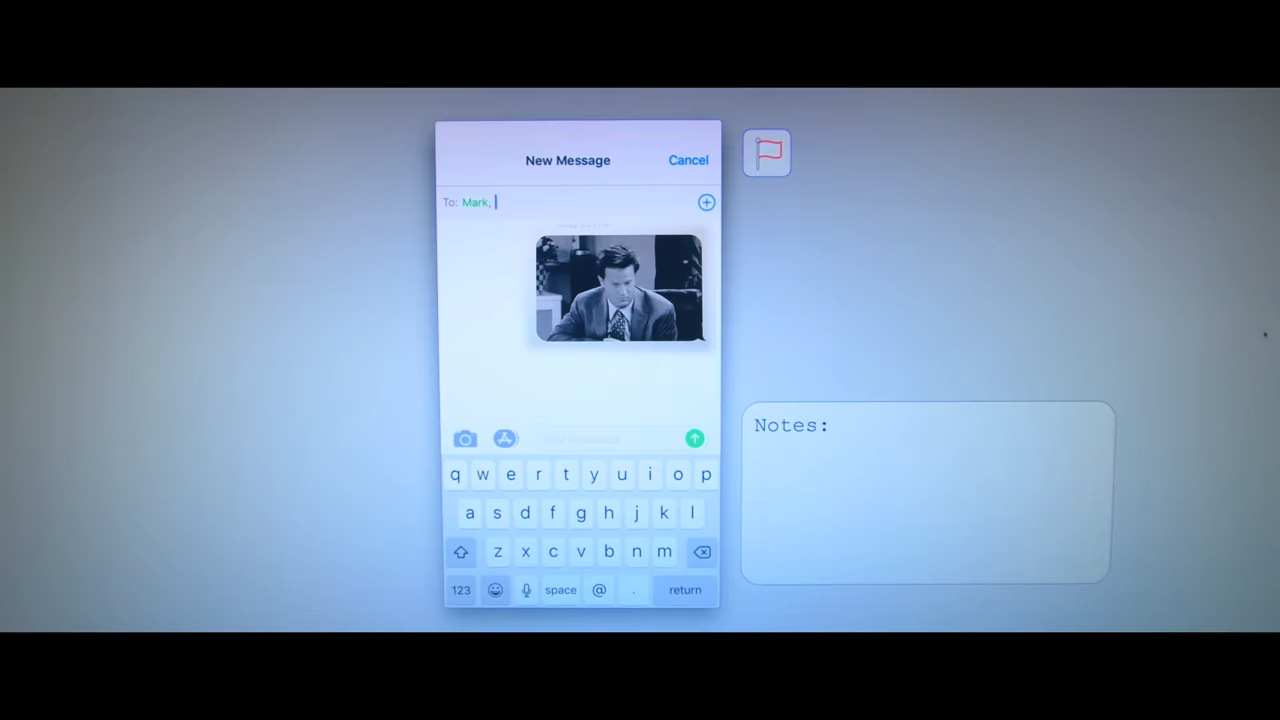 New Message
Cancel
To: Mark,
Notes:
q w e r t y u i o p
a s d f g h j k l
z x c v b n m
123 space @ . return